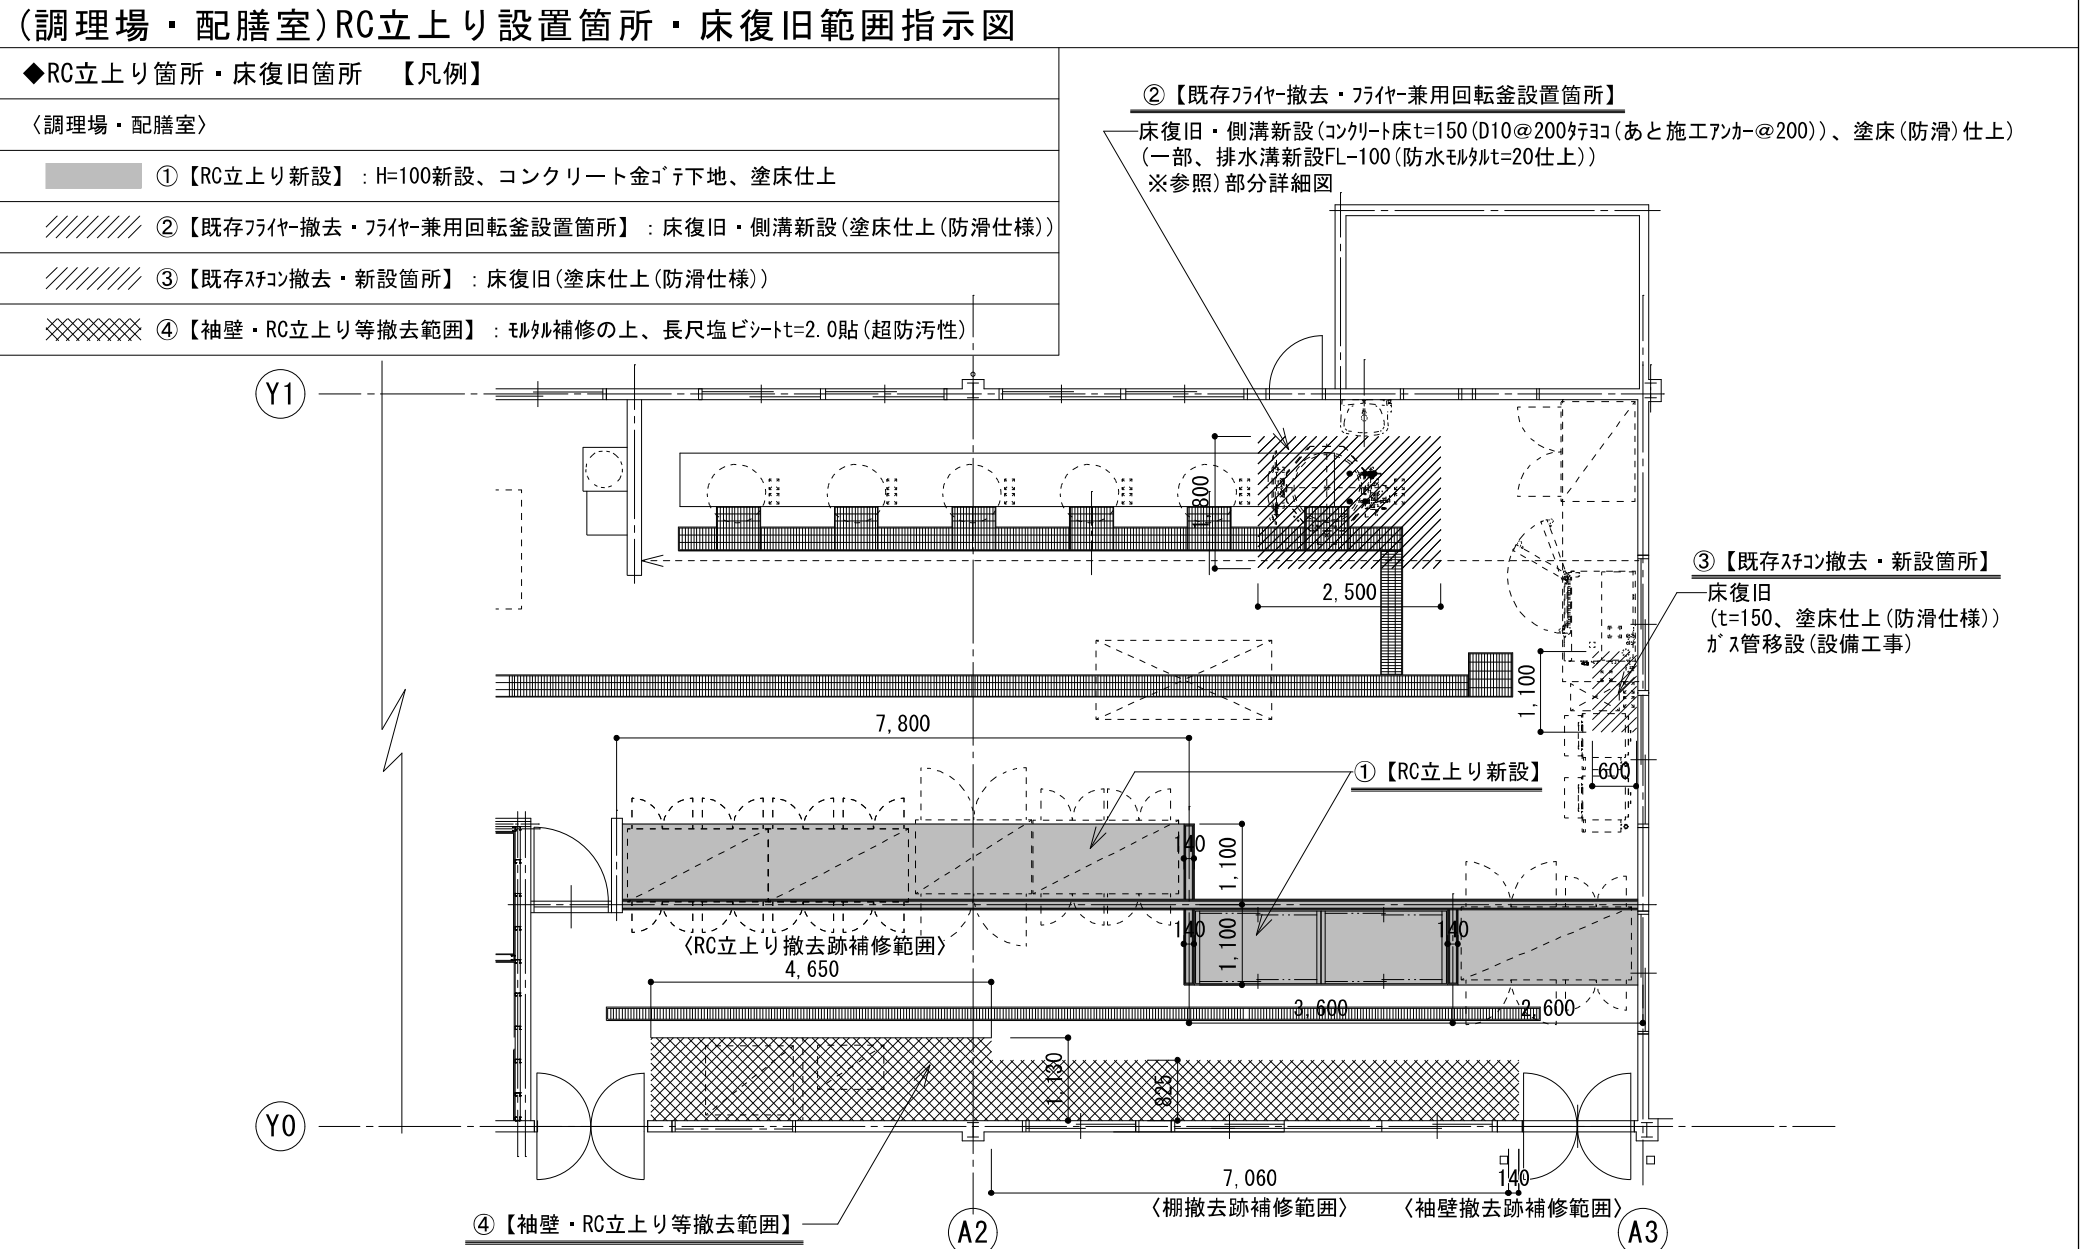 (調理場・配膳室)RC立上り設置箇所・床復旧範囲指示図
◆RC立上り箇所・床復旧箇所　【凡例】
〈調理場・配膳室〉
①【RC立上り新設】：H=100新設、コンクリート金ｺﾞﾃ下地、塗床仕上
②【既存ﾌﾗｲﾔｰ撤去・ﾌﾗｲﾔｰ兼用回転釜設置箇所】：床復旧・側溝新設(塗床仕上(防滑仕様))
③【既存ｽﾁｺﾝ撤去・新設箇所】：床復旧(塗床仕上(防滑仕様))
④【袖壁・RC立上り等撤去範囲】：ﾓﾙﾀﾙ補修の上、長尺塩ビｼｰﾄt=2.0貼(超防汚性)
②【既存ﾌﾗｲﾔｰ撤去・ﾌﾗｲﾔｰ兼用回転釜設置箇所】
床復旧・側溝新設(ｺﾝｸﾘｰﾄ床t=150(D10@200ﾀﾃﾖｺ(あと施工ｱﾝｶｰ@200))、塗床(防滑)仕上)
(一部、排水溝新設FL-100(防水ﾓﾙﾀﾙt=20仕上))
※参照)部分詳細図
Y1
1,800
2,500
③【既存ｽﾁｺﾝ撤去・新設箇所】
床復旧
(t=150、塗床仕上(防滑仕様))
ｶﾞｽ管移設(設備工事)
1,100
600
7,800
①【RC立上り新設】
140
1,100
140
1,100
140
〈RC立上り撤去跡補修範囲〉
4,650
3,600
2,600
1,130
825
Y0
7,060
140
〈棚撤去跡補修範囲〉
〈袖壁撤去跡補修範囲〉
④【袖壁・RC立上り等撤去範囲】
A2
A3